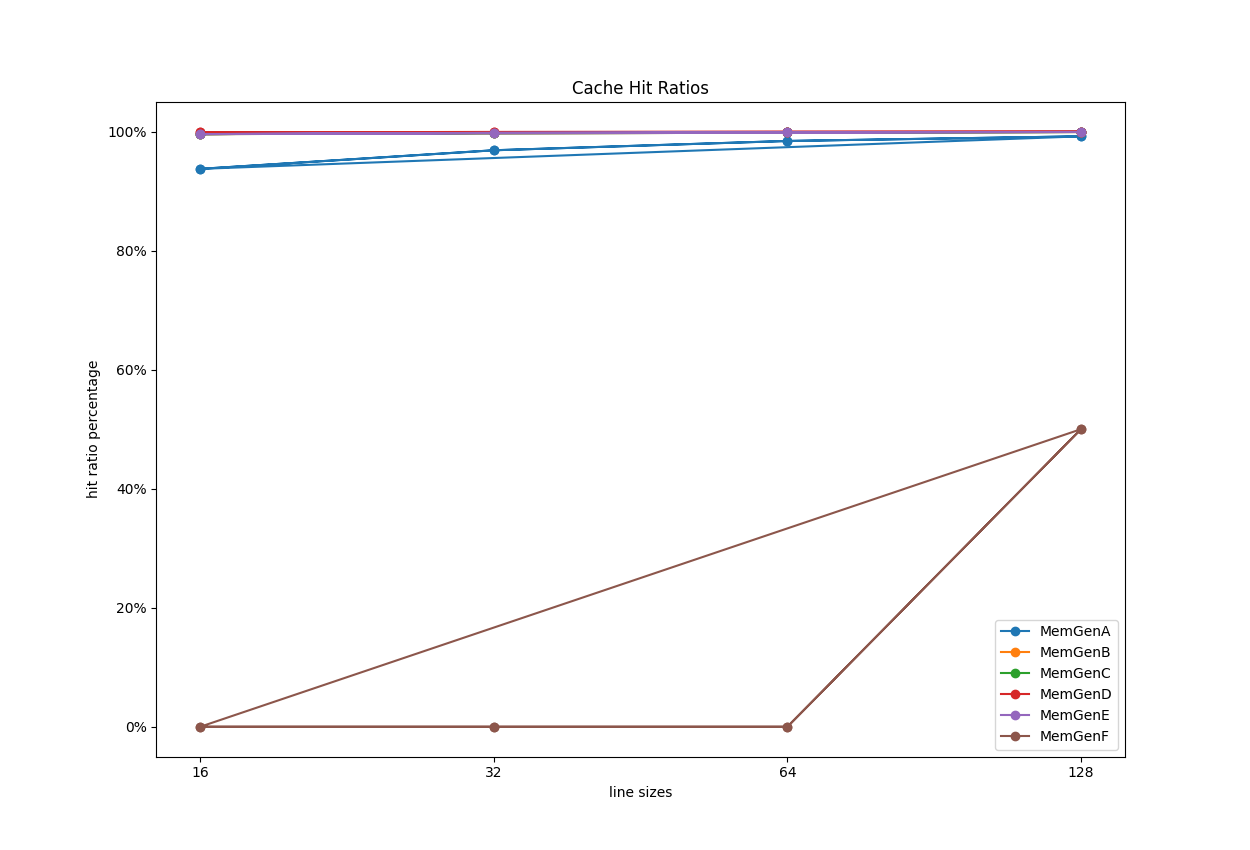 Cache Hit Ratios
hit ratio percentage
100%
80%
60%
40%
20%
0%
16 32 64 128
line sizes
MemGenA
MemGenB
MemGenC
MemGenD
MemGenE
MemGenF